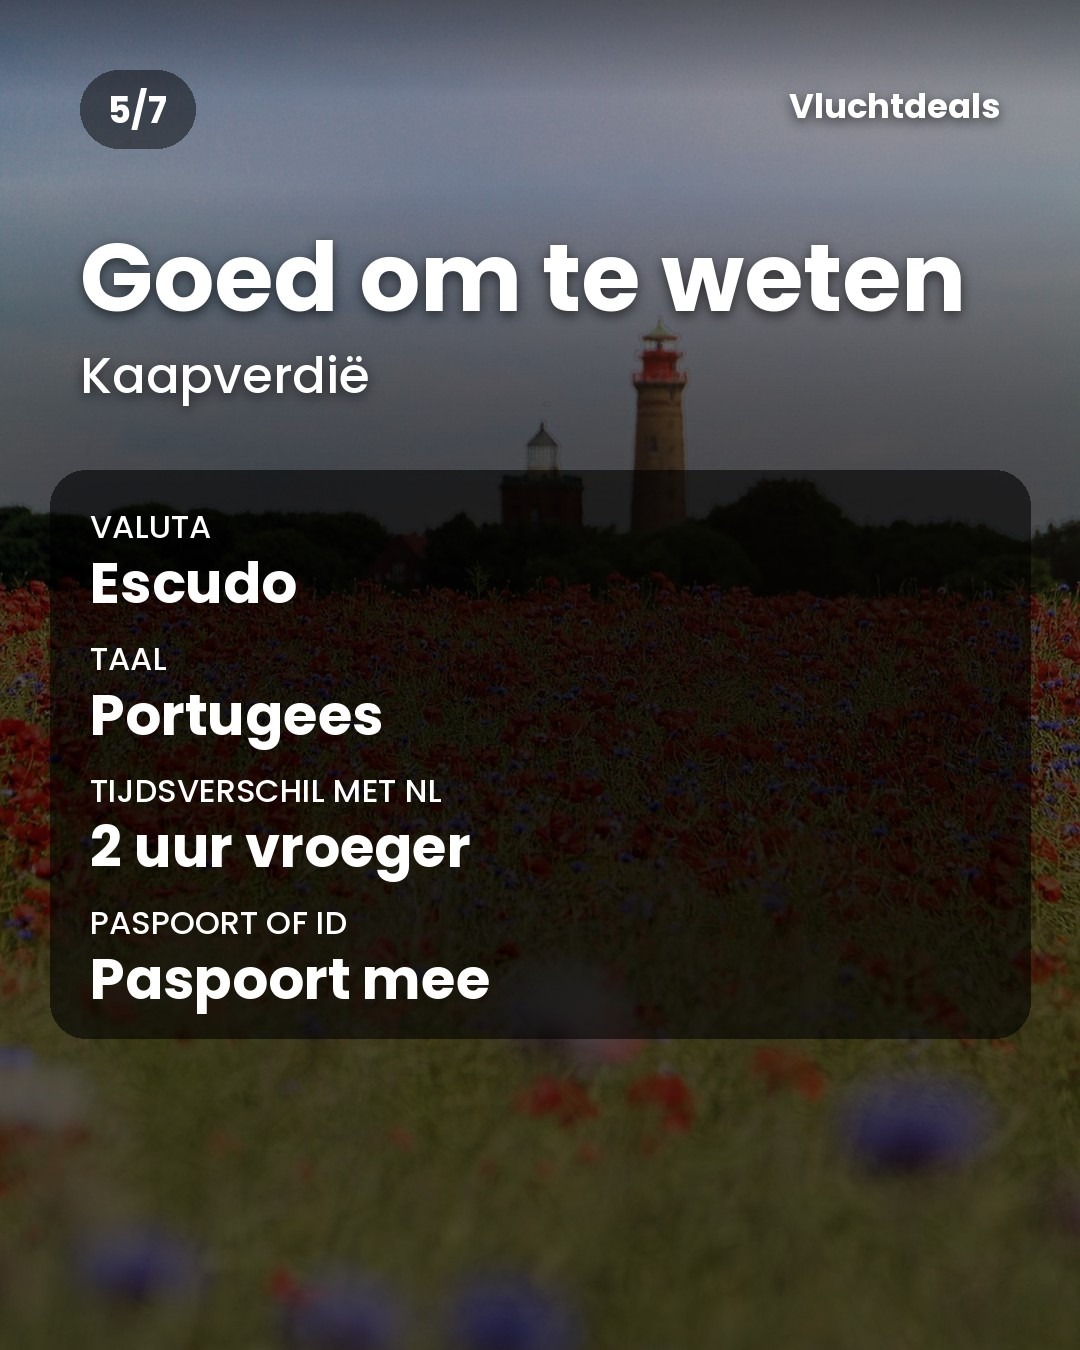 5/7
Vluchtdeals
Goed om te weten
Kaapverdië
VALUTA
Escudo
TAAL
Portugees
TIJDSVERSCHIL MET NL
2 uur vroeger
PASPOORT OF ID
Paspoort mee